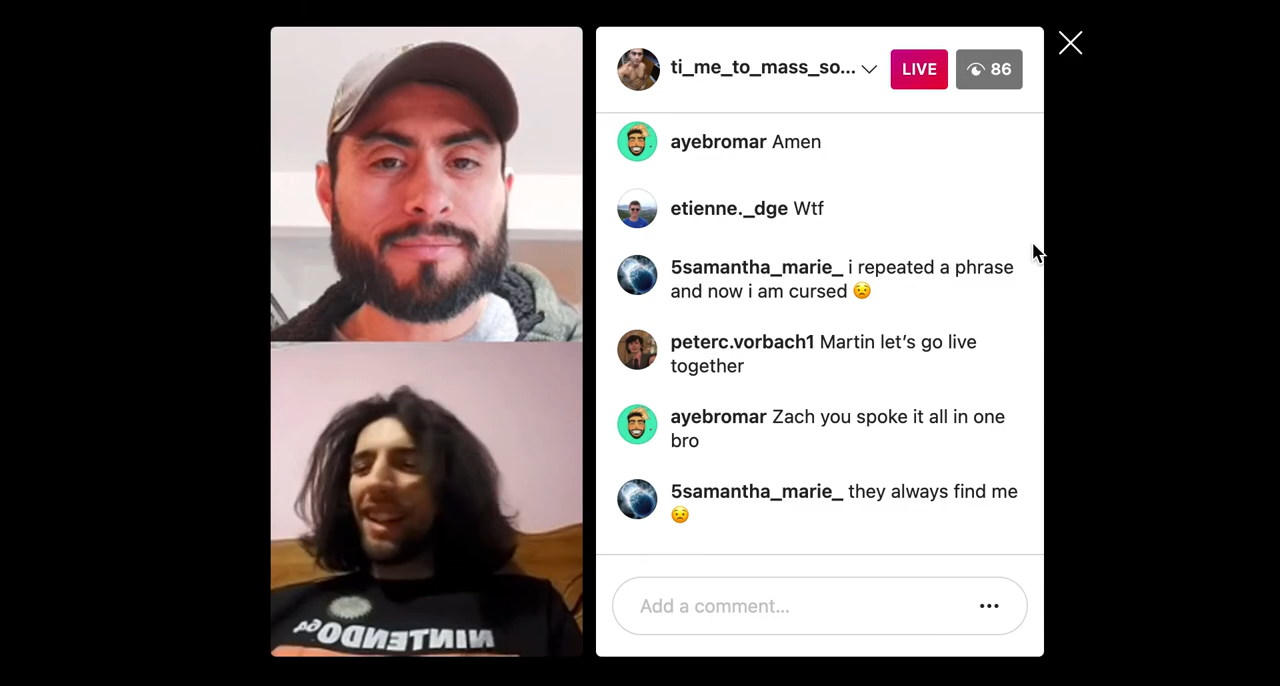 ti_me_to_mass_so...
LIVE
86
ayebromar Amen
etienne._dge Wtf
5samantha_marie_ i repeated a phrase
and now i am cursed 😟
peterc.vorbach1 Martin let’s go live
together
ayebromar Zach you spoke it all in one
bro
5samantha_marie_ they always find me
😟
Add a comment...
NINTENDO64